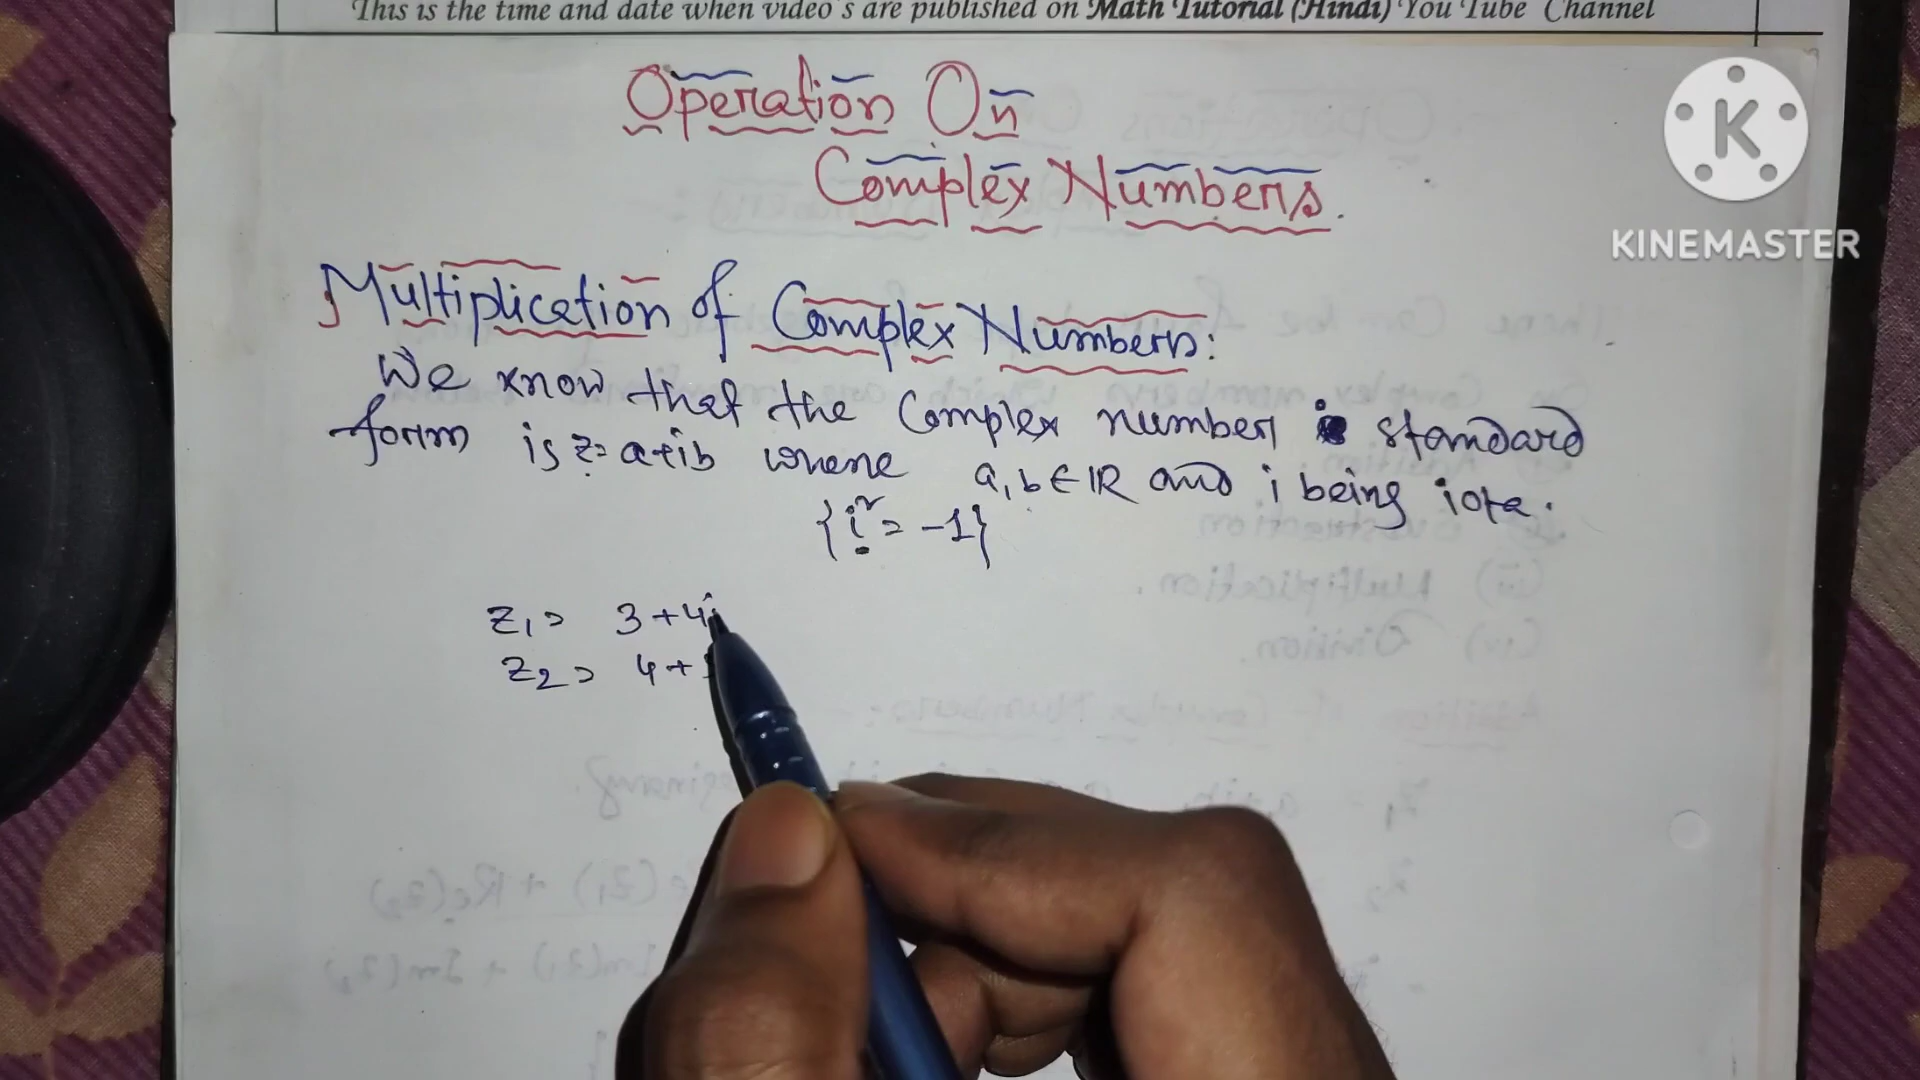 This is the time and date when video's are published on Math Tutorial (Hindi) You Tube Channel
Operation On
Complex Numbers.
KINEMASTER
Multiplication of Complex Numbers:
We know that the Complex number standard
form is z = a+ib where a, b ∈ IR and i being iota.
{i² = -1}
z₁ = 3+4i
z₂ = 4+